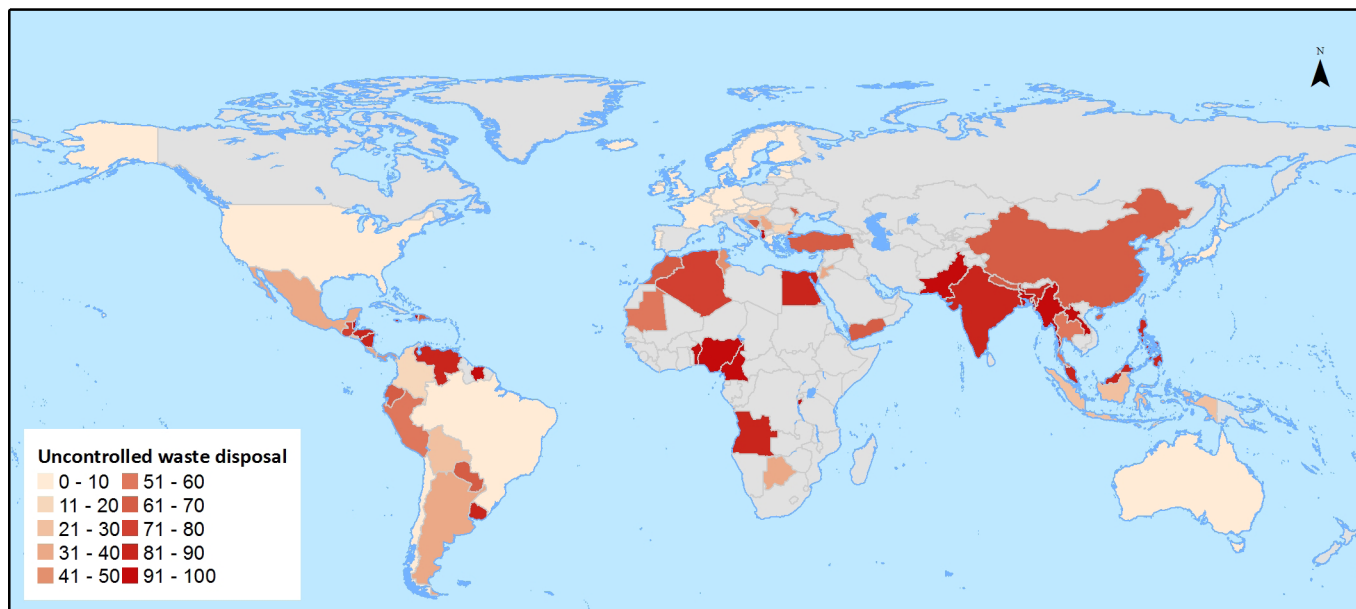 N
Uncontrolled waste disposal
0 - 10 51 - 60
11 - 20 61 - 70
21 - 30 71 - 80
31 - 40 81 - 90
41 - 50 91 - 100